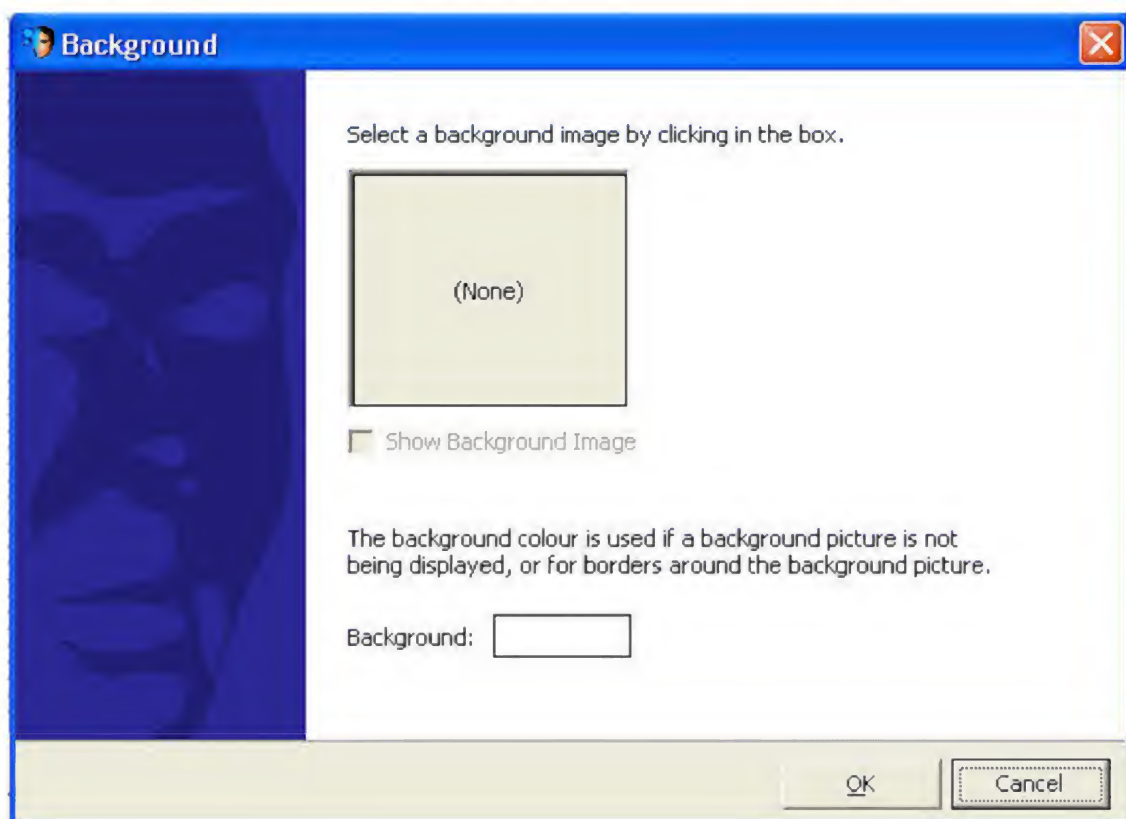 Background
Select a background image by clicking in the box.
(None)
Show Background Image
The background colour is used if a background picture is not
being displayed, or for borders around the background picture.
Background:
OK
Cancel